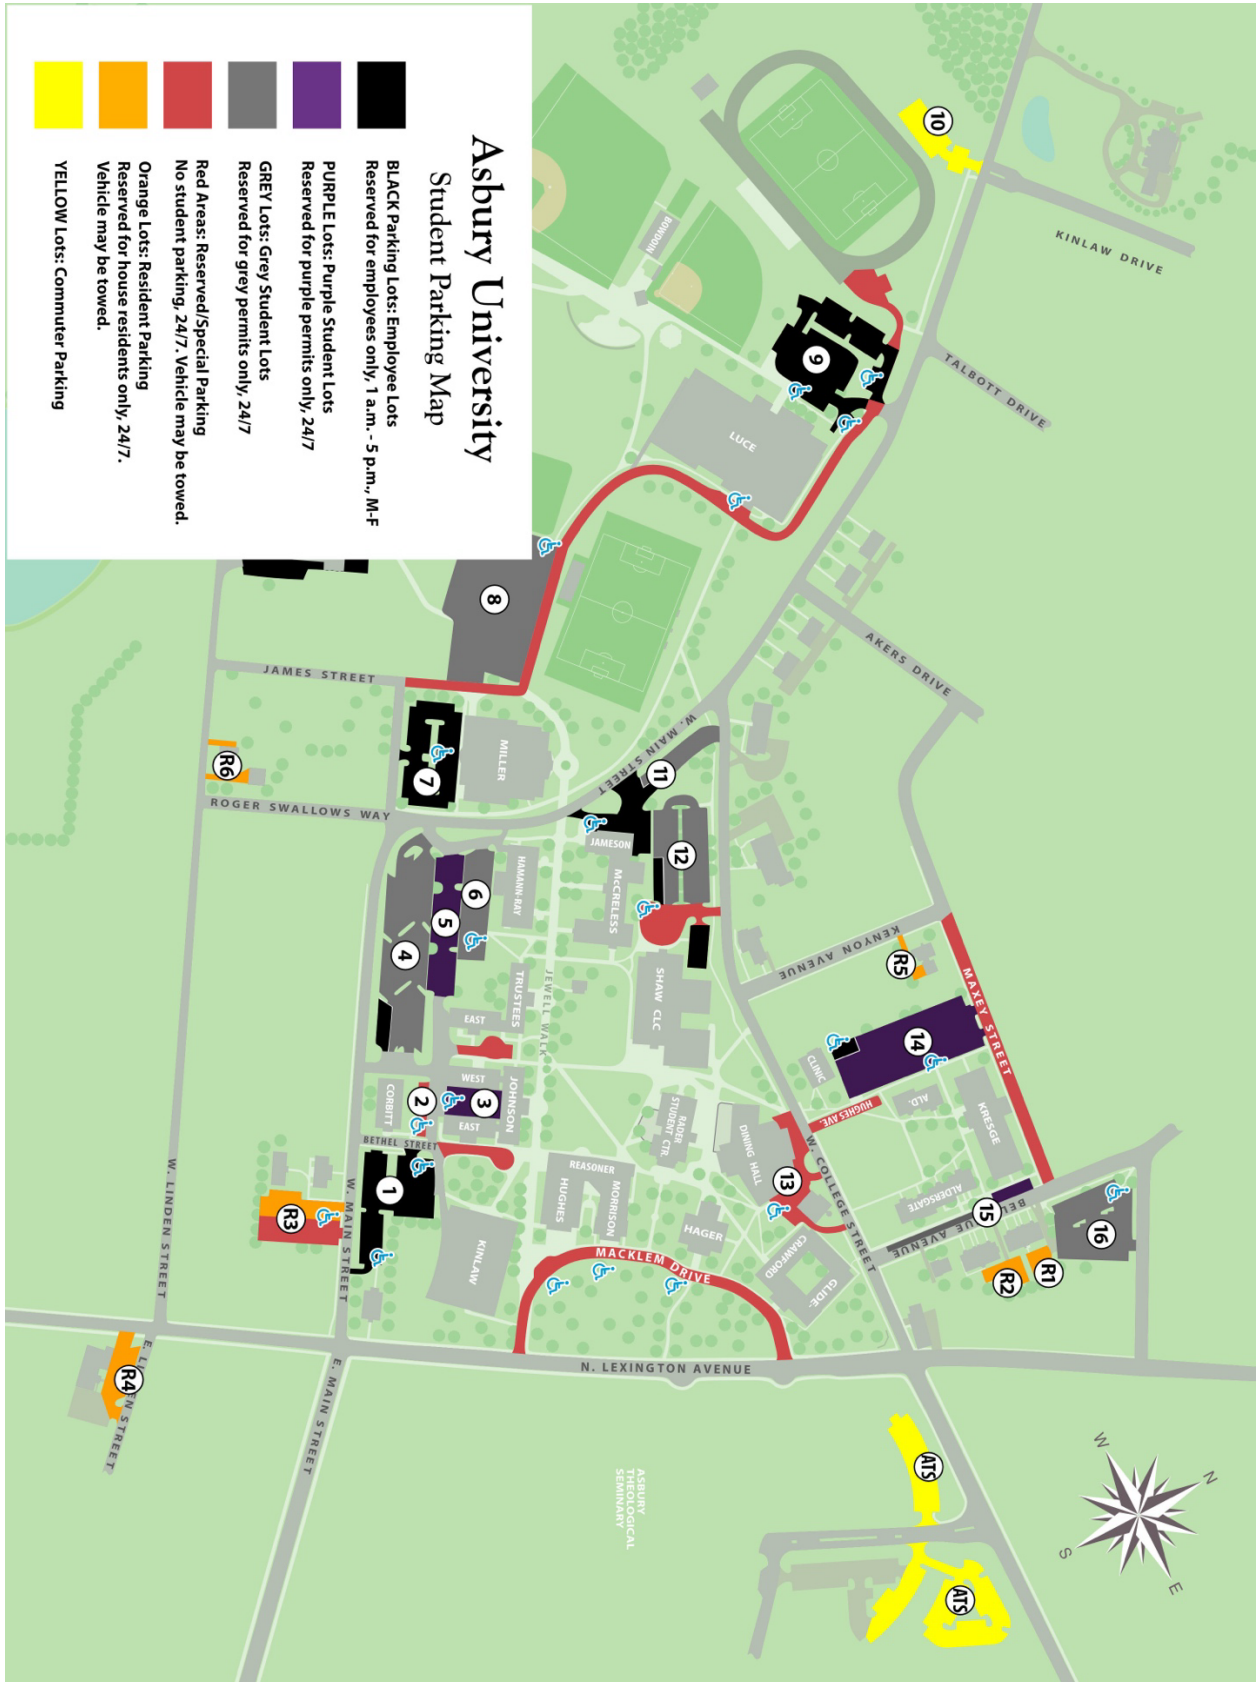 Asbury University
Student Parking Map
BLACK Parking Lots: Employee Lots
Reserved for employees only, 1 a.m. - 5 p.m., M-F
PURPLE Lots: Purple Student Lots
Reserved for purple permits only, 24/7
GREY Lots: Grey Student Lots
Reserved for grey permits only, 24/7
Red Areas: Reserved/Special Parking
No student parking, 24/7. Vehicle may be towed.
Orange Lots: Resident Parking
Reserved for house residents only, 24/7.
Vehicle may be towed.
YELLOW Lots: Commuter Parking
10
KINLAW DRIVE
TALBOTT DRIVE
BOWDOIN
9
LUCE
AKERS DRIVE
8
JAMES STREET
W. MAIN STREET
MILLER
7
R6
ROGER SWALLOWS WAY
11
JAMESON
12
McCRELESS
HAMANN-RAY
6
5
4
TRUSTEES
JEWELL WALK
SHAW CLC
KENYON AVENUE
R5
MAXEY STREET
14
CLINIC
HUGHES AVE.
ALD.
KRESGE
EAST
WEST
JOHNSON
3
EAST
2
CORBITT
BETHEL STREET
RADER
STUDENT CTR.
DINING HALL
13
W. COLLEGE STREET
ALDERSGATE
15
BELLEVUE AVENUE
16
R1
R2
1
REASONER
HUGHES
MORRISON
HAGER
MACKLEM DRIVE
GLIDE-
CRAWFORD
KINLAW
R3
W. MAIN STREET
W. LINDEN STREET
N. LEXINGTON AVENUE
R4
E. LINDEN STREET
E. MAIN STREET
ASBURY
THEOLOGICAL
SEMINARY
ATS
ATS
N
W
S
E